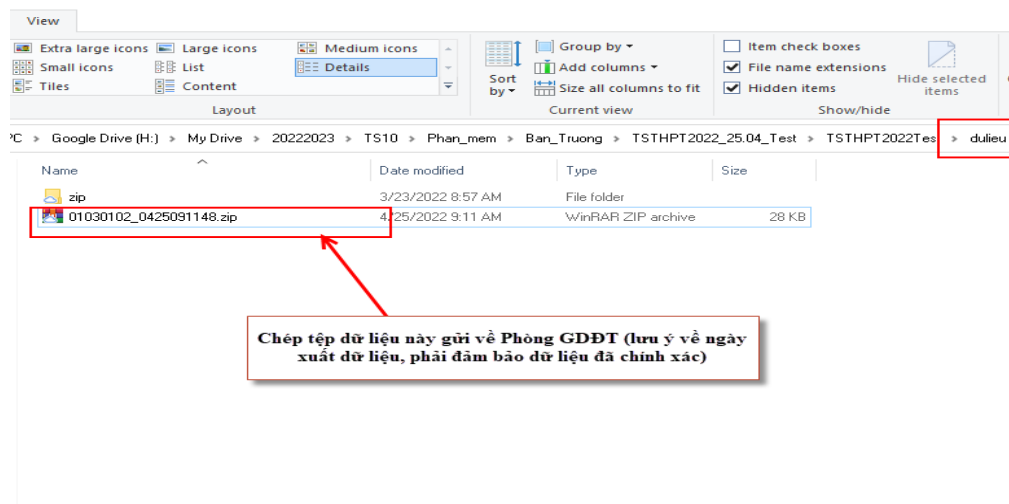 View
Extra large icons Large icons Medium icons
Small icons List Details
Tiles Content
Layout
Sort by
Group by
Add columns
Size all columns to fit
Current view
Item check boxes
File name extensions
Hidden items
Hide selected items
Show/hide
PC > Google Drive (H:) > My Drive > 20222023 > TS10 > Phan_mem > Ban_Truong > TSTHPT2022_25.04_Test > TSTHPT2022Tes > dulieu
Name Date modified Type Size
zip 3/23/2022 8:57 AM File folder
01030102_0425091148.zip 4/25/2022 9:11 AM WinRAR ZIP archive 28 KB
Chép tệp dữ liệu này gửi về Phòng GDĐT (lưu ý về ngày
xuất dữ liệu, phải đảm bảo dữ liệu đã chính xác)